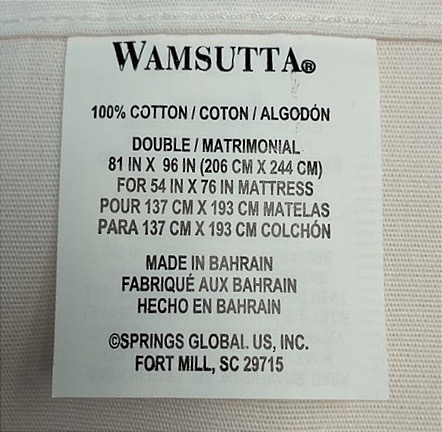 WAMSUTTA®
100% COTTON / COTON / ALGODÓN
DOUBLE / MATRIMONIAL
81 IN X 96 IN (206 CM X 244 CM)
FOR 54 IN X 76 IN MATTRESS
POUR 137 CM X 193 CM MATELAS
PARA 137 CM X 193 CM COLCHÓN
MADE IN BAHRAIN
FABRIQUÉ AUX BAHRAIN
HECHO EN BAHRAIN
©SPRINGS GLOBAL US, INC.
FORT MILL, SC 29715